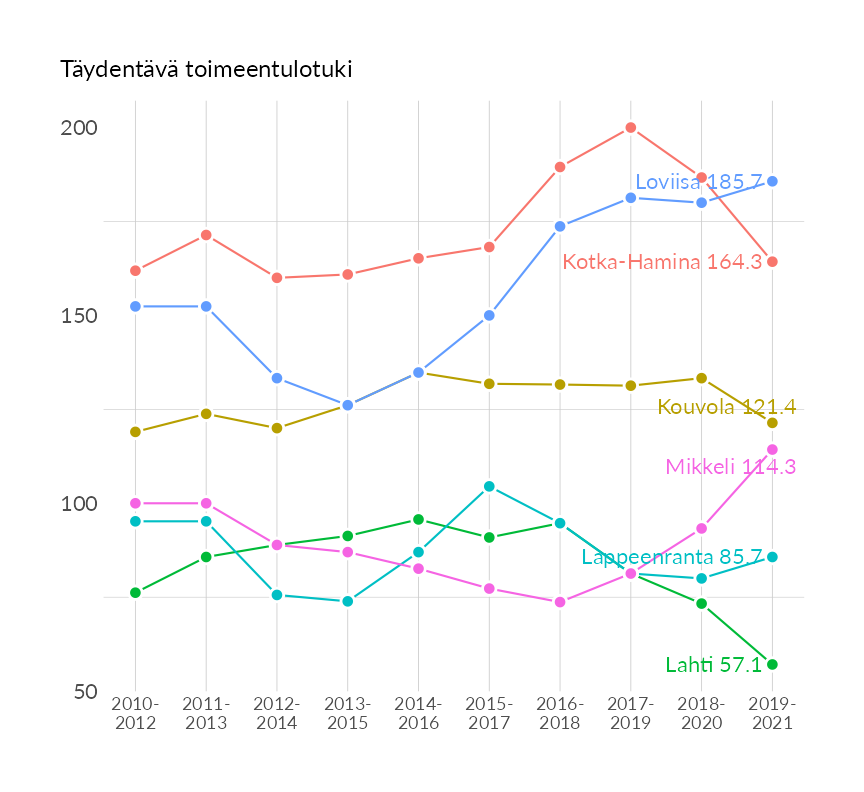 Täydentävä toimeentulotuki
200
Loviisa 185.7
Kotka-Hamina 164.3
150
Kouvola 121.4
Mikkeli 114.3
100
Lappeenranta 85.7
Lahti 57.1
50
2010- 2011- 2012- 2013- 2014- 2015- 2016- 2017- 2018- 2019-
2012 2013 2014 2015 2016 2017 2018 2019 2020 2021